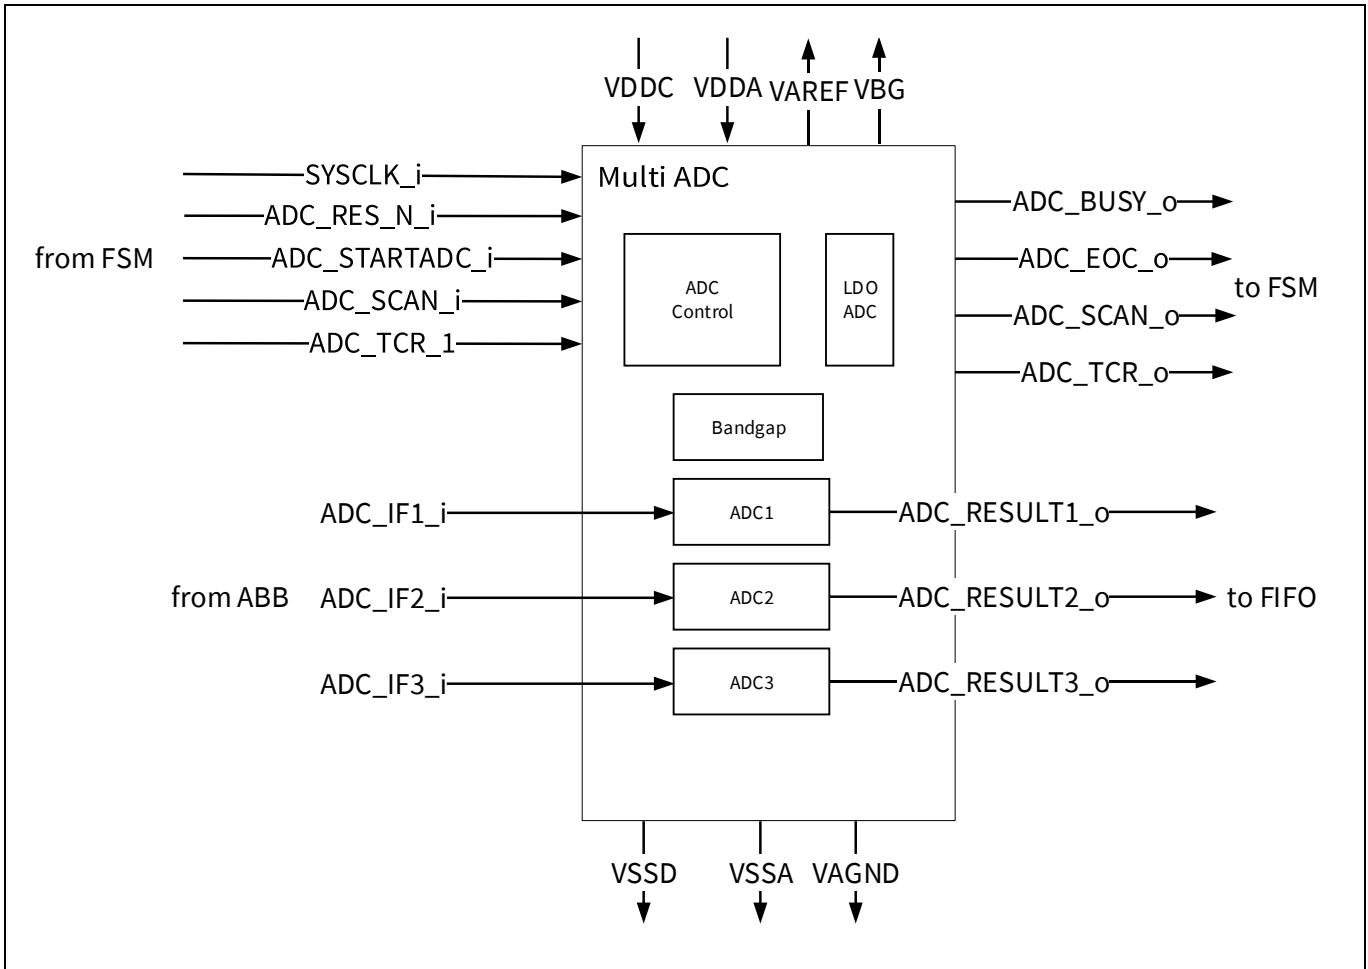 VDDC VDDA VAREF VBG
SYSCLK_i
Multi ADC
ADC_RES_N_i
from FSM
ADC_STARTADC_i
ADC_SCAN_i
ADC_TCR_1
ADC
Control
LDO
ADC
ADC_BUSY_o
ADC_EOC_o
to FSM
ADC_SCAN_o
ADC_TCR_o
Bandgap
ADC_IF1_i
ADC1
ADC_RESULT1_o
from ABB
ADC_IF2_i
ADC2
ADC_RESULT2_o
to FIFO
ADC_IF3_i
ADC3
ADC_RESULT3_o
VSSD VSSA VAGND